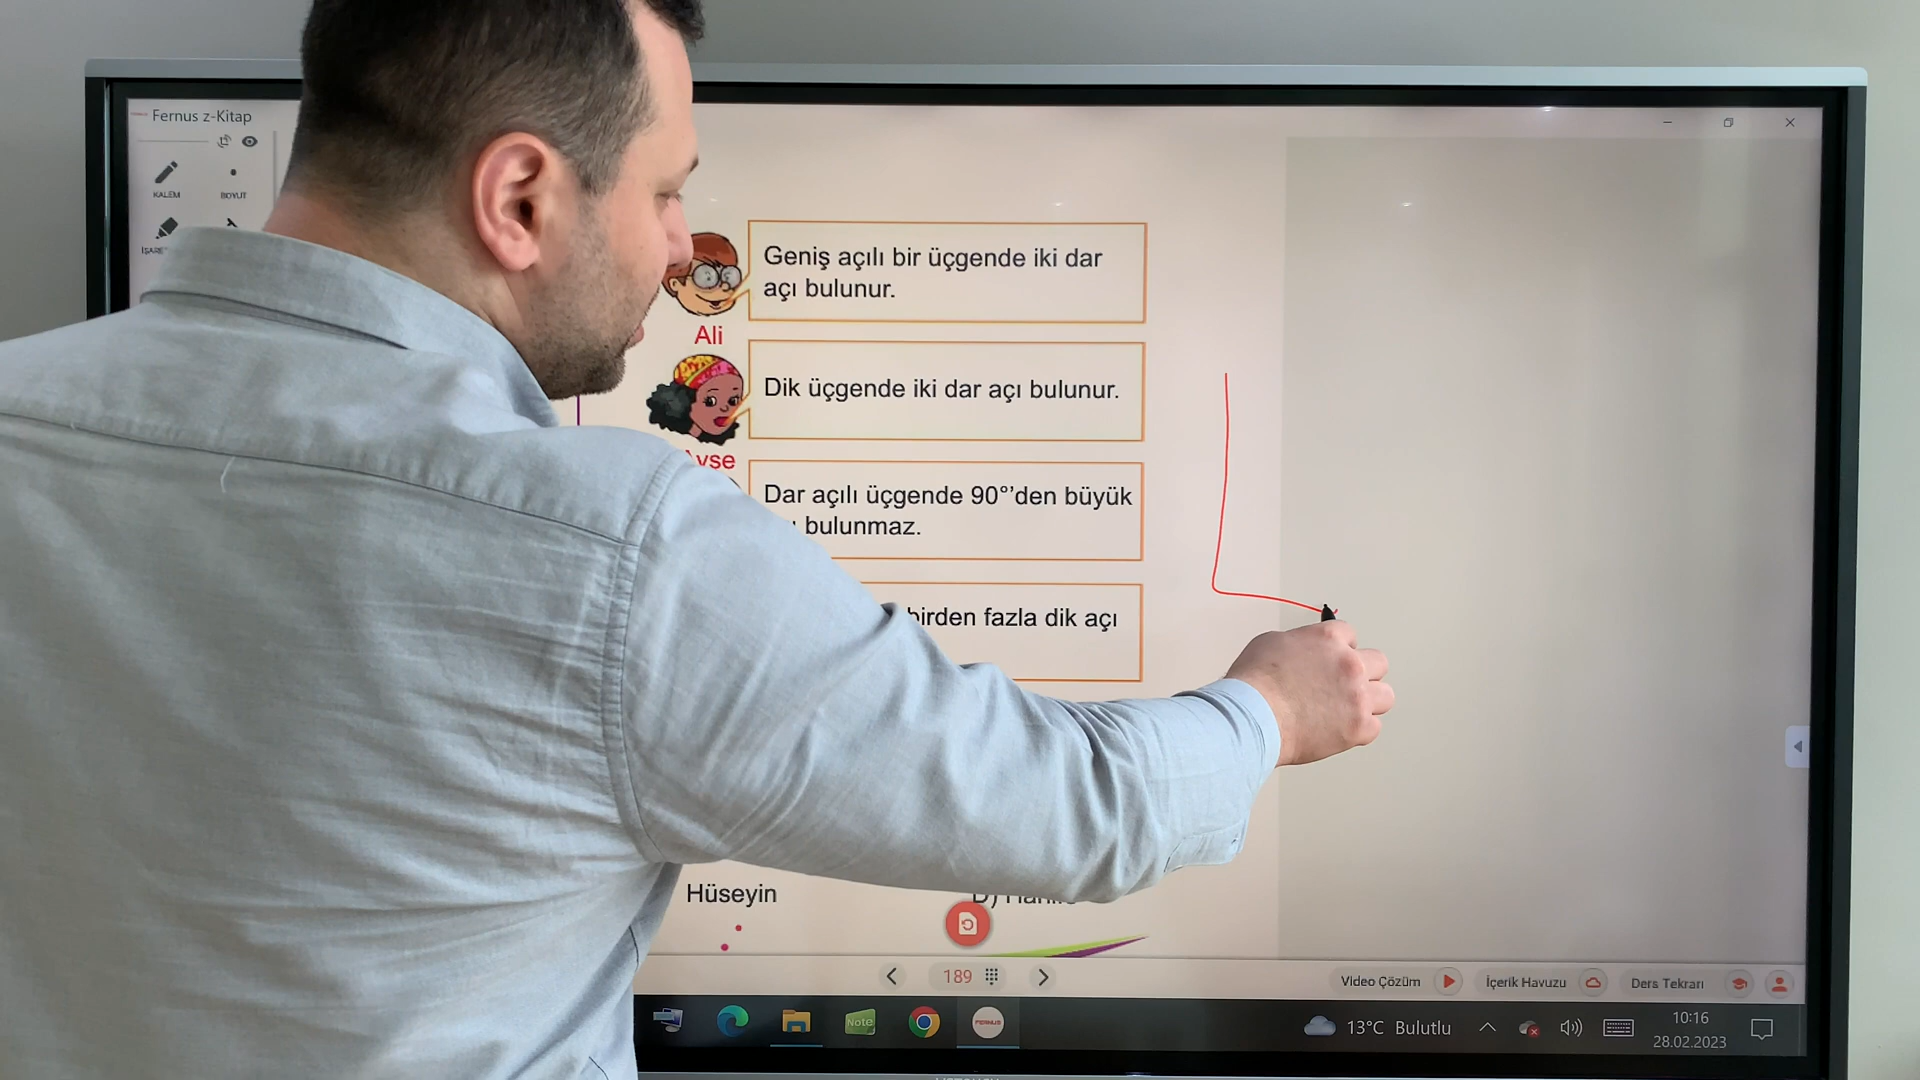 Fernus z-Kitap
KALEM
BOYUT
Geniş açılı bir üçgende iki dar
açı bulunur.
Ali
Dik üçgende iki dar açı bulunur.
Dar açılı üçgende 90°'den büyük
bulunmaz.
birden fazla dik açı
Hüseyin
D)
189
Video Çözüm
İçerik Havuzu
Ders Tekrarı
Note
FERNUS
13°C Bulutlu
10:16
28.02.2023